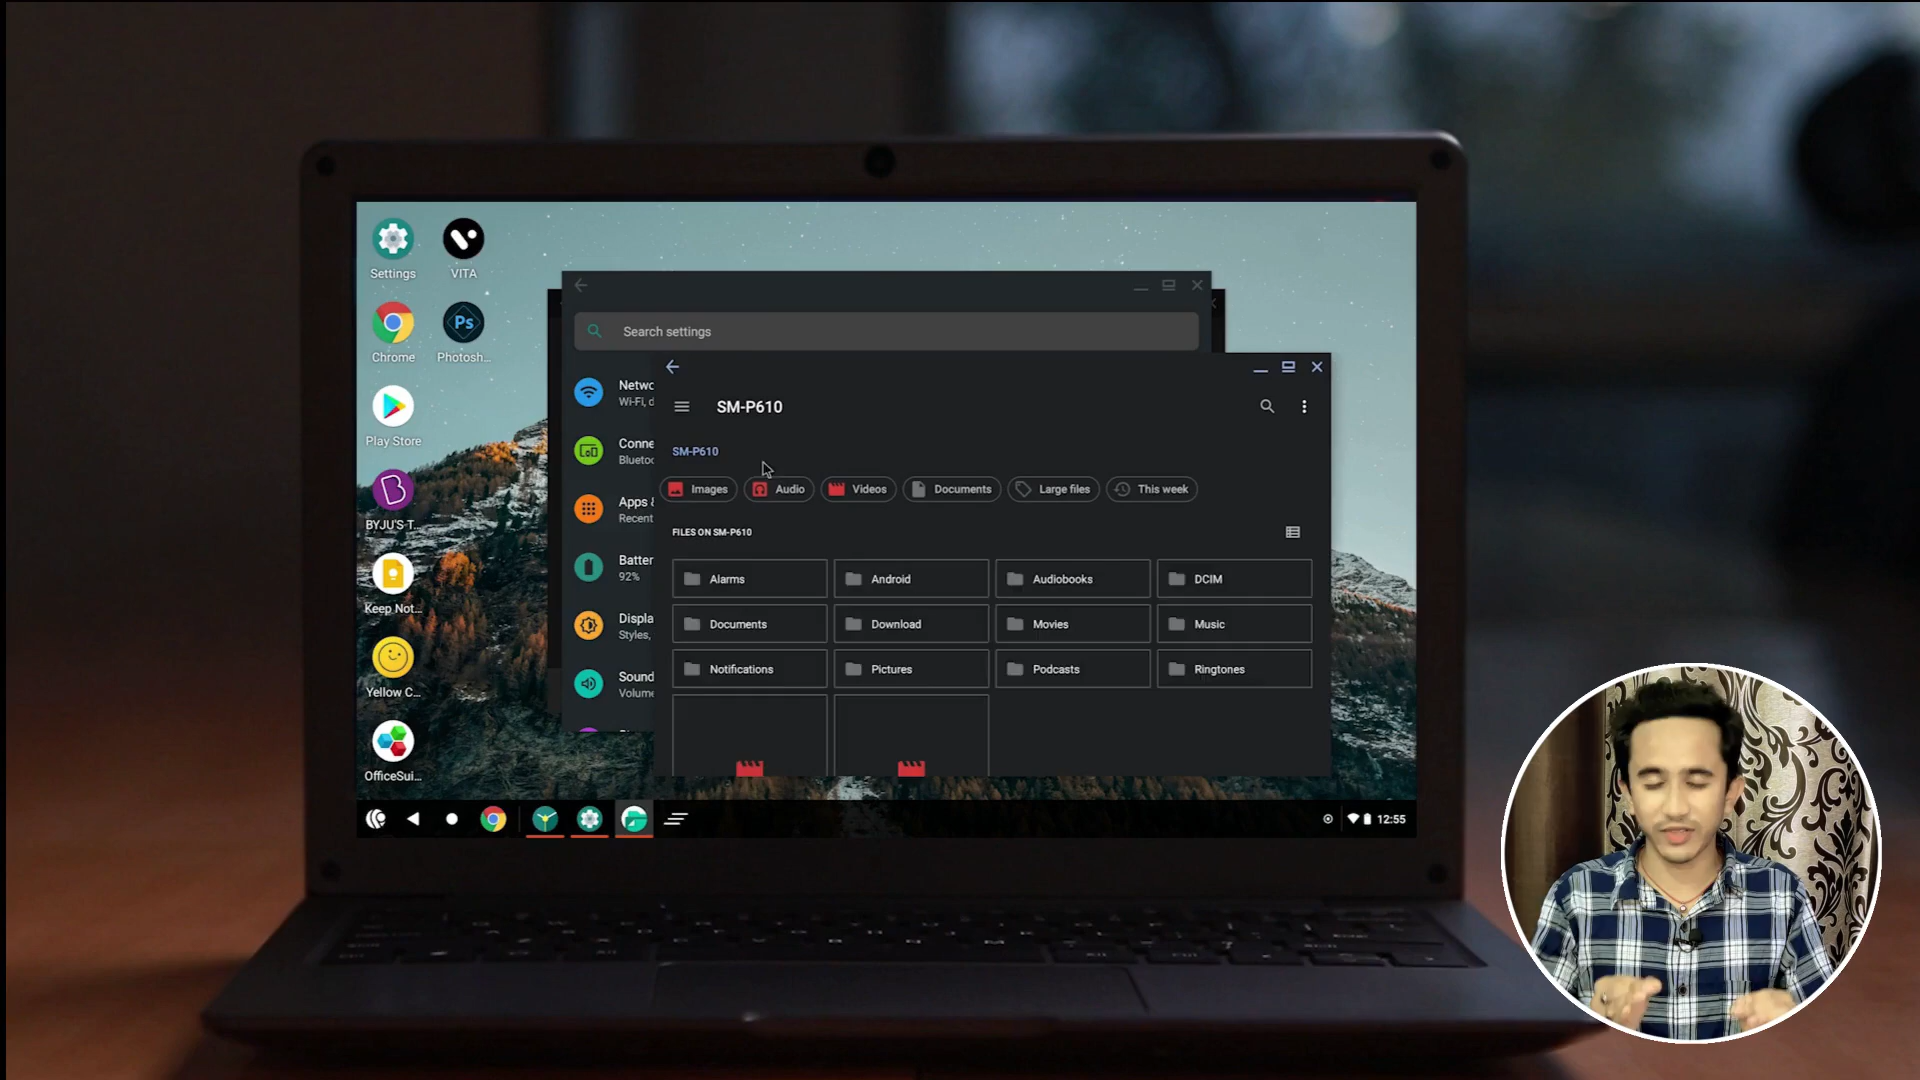 Settings
VITA
Chrome
Ps
Photosh...
Play Store
BYJU'S T...
Keep Not...
Yellow C...
OfficeSui...
Search settings
Netwo
Wi-Fi, d
Conne
Bluetoo
Apps &
Recent
Batter
92%
Displa
Styles,
Sound
Volume
SM-P610
SM-P610
Images
Audio
Videos
Documents
Large files
This week
FILES ON SM-P610
Alarms
Android
Audiobooks
DCIM
Documents
Download
Movies
Music
Notifications
Pictures
Podcasts
Ringtones
12:55